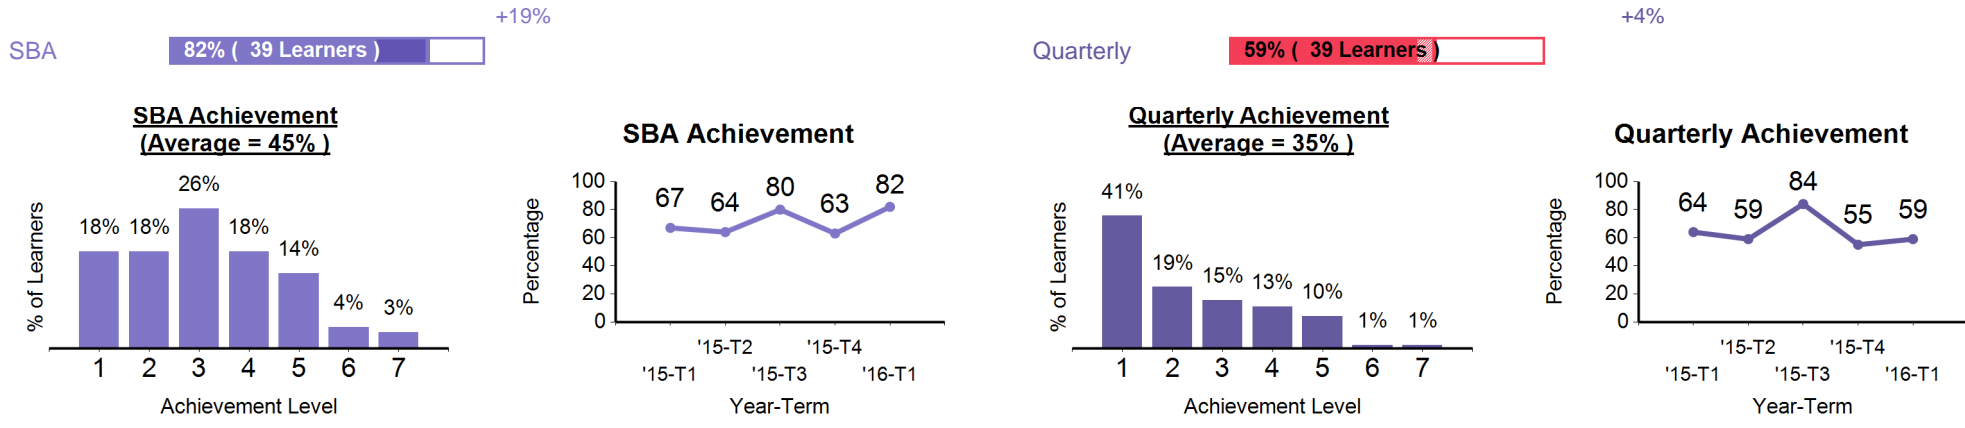 +19%
SBA
82% ( 39 Learners )
SBA Achievement
(Average = 45% )
% of Learners
18%
18%
26%
18%
14%
4%
3%
1 2 3 4 5 6 7
Achievement Level
SBA Achievement
Percentage
100
80
60
40
20
0
67
64
80
63
82
'15-T2 '15-T4
'15-T1 '15-T3 '16-T1
Year-Term
+4%
Quarterly
59% ( 39 Learners )
Quarterly Achievement
(Average = 35% )
% of Learners
41%
19%
15%
13%
10%
1%
1%
1 2 3 4 5 6 7
Achievement Level
Quarterly Achievement
Percentage
100
80
60
40
20
0
64
59
84
55
59
'15-T2 '15-T4
'15-T1 '15-T3 '16-T1
Year-Term